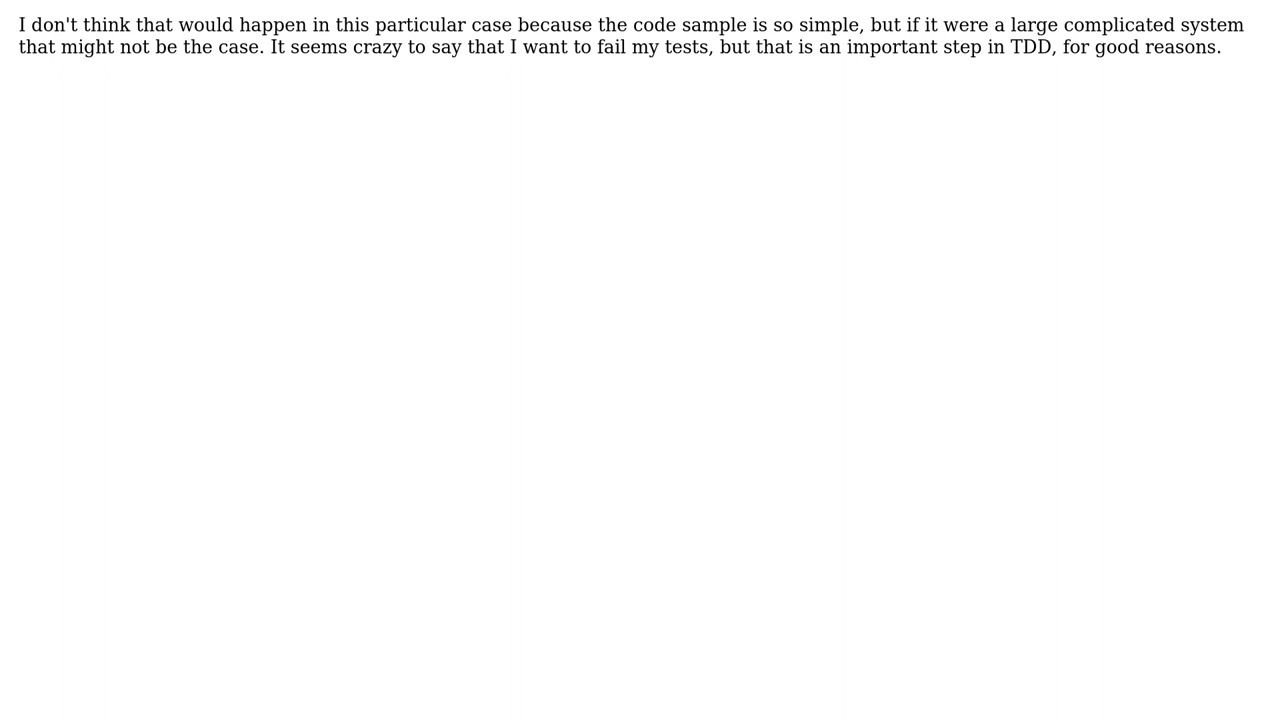 I don't think that would happen in this particular case because the code sample is so simple, but if it were a large complicated system
that might not be the case. It seems crazy to say that I want to fail my tests, but that is an important step in TDD, for good reasons.